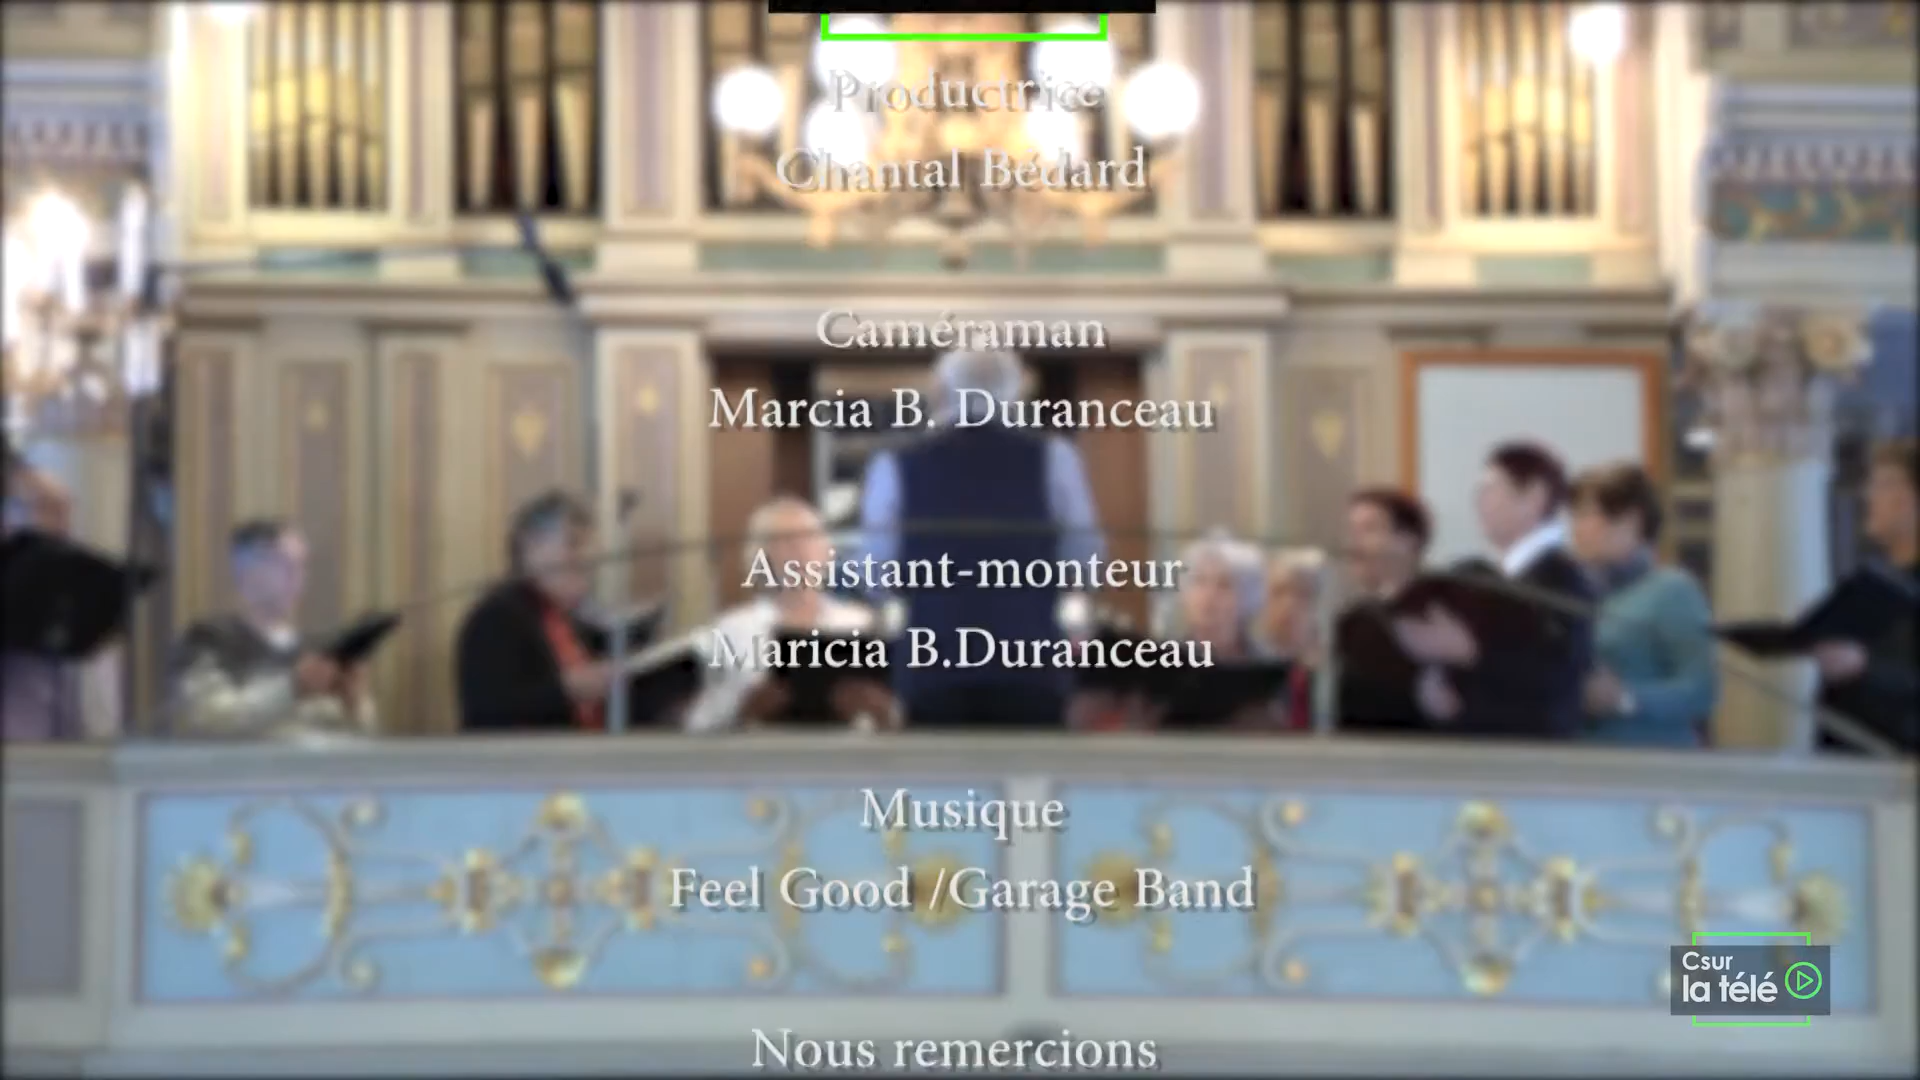 Productrice
Chantal Bédard
Caméraman
Marcia B. Duranceau
Assistant-monteur
Maricia B.Duranceau
Musique
Feel Good /Garage Band
Nous remercions
Csur
la télé